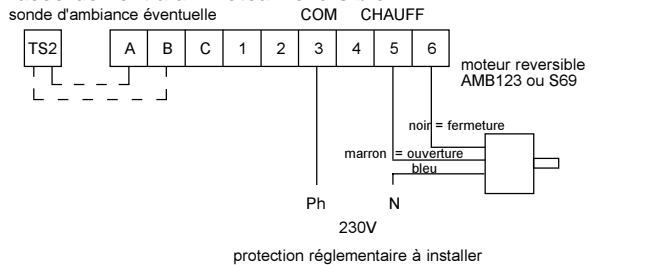 sonde d'ambiance éventuelle COM CHAUFF
TS2 A B C 1 2 3 4 5 6
moteur reversible
AMB123 ou S69
noir = fermeture
marron = ouverture
bleu
Ph N
230V
protection réglementaire à installer